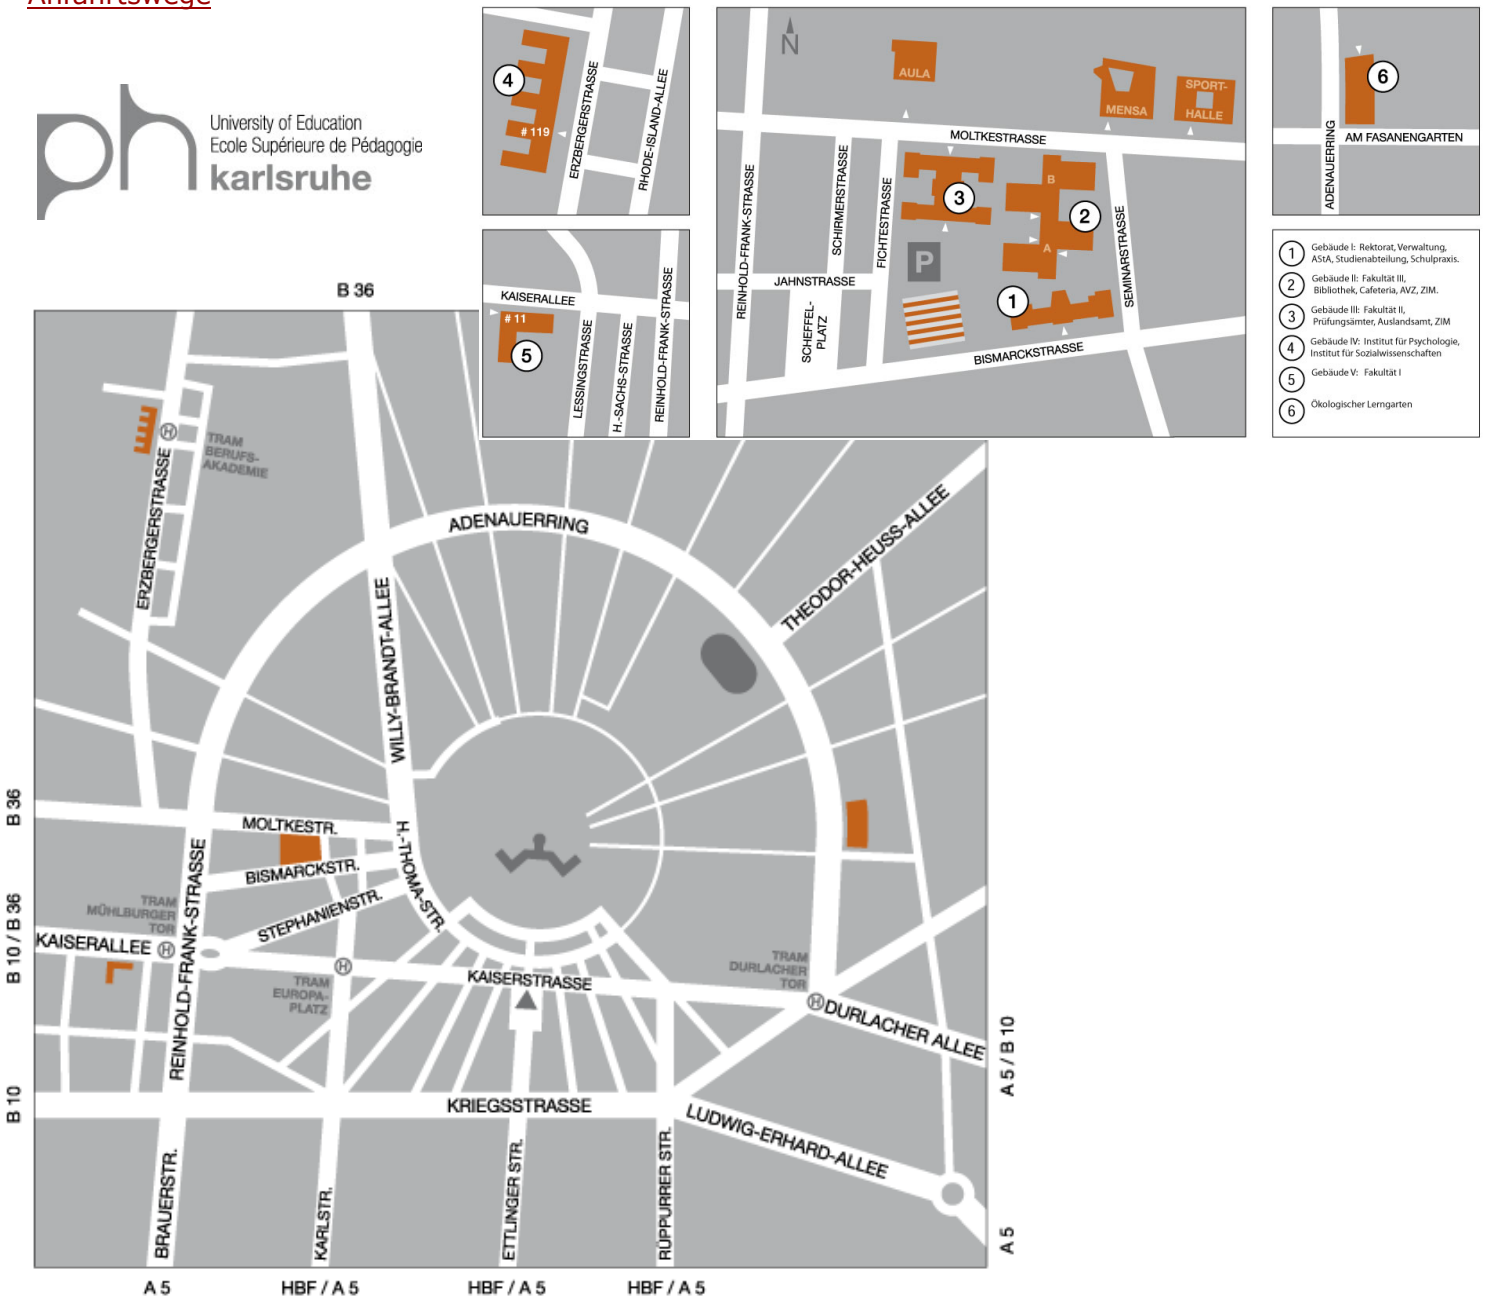 Anfahrtswege
University of Education
Ecole Supérieure de Pédagogie
karlsruhe
ph
4
# 119
ERZBERGERSTRASSE
RHODE-ISLAND-ALLEE
KAISERALLEE
# 11
5
LESSINGSTRASSE
H.-SACHS-STRASSE
REINHOLD-FRANK-STRASSE
N
AULA
MENSA
SPORT-
HALLE
MOLTKESTRASSE
REINHOLD-FRANK-STRASSE
SCHIRMERSTRASSE
FICHTESTRASSE
3
B
2
A
SEMINARSTRASSE
P
JAHNSTRASSE
SCHEFFEL-
PLATZ
1
BISMARCKSTRASSE
6
ADENAUERRING
AM FASANENGARTEN
1 Gebäude I: Rektorat, Verwaltung,
AStA, Studienabteilung, Schulpraxis.
2 Gebäude II: Fakultät III,
Bibliothek, Cafeteria, AVZ, ZIM.
3 Gebäude III: Fakultät II,
Prüfungsämter, Auslandsamt, ZIM
4 Gebäude IV: Institut für Psychologie,
Institut für Sozialwissenschaften
5 Gebäude V: Fakultät I
6 Ökologischer Lerngarten
B 36
H
TRAM
BERUFS-
AKADEMIE
ERZBERGERSTRASSE
ADENAUERRING
THEODOR-HEUSS-ALLEE
WILLY-BRANDT-ALLEE
B 36
MOLTKESTR.
H.-THOMA-STR.
BISMARCKSTR.
STEPHANIENSTR.
REINHOLD-FRANK-STRASSE
TRAM
MÜHLBURGER
TOR
B 10 / B 36
KAISERALLEE
H
H
TRAM
EUROPA-
PLATZ
KAISERSTRASSE
TRAM
DURLACHER
TOR
H
DURLACHER ALLEE
A 5 / B 10
B 10
KRIEGSSTRASSE
LUDWIG-ERHARD-ALLEE
BRAUERSTR.
KARLSTR.
ETTLINGER STR.
RÜPPURRER STR.
A 5
A 5
HBF / A 5
HBF / A 5
HBF / A 5